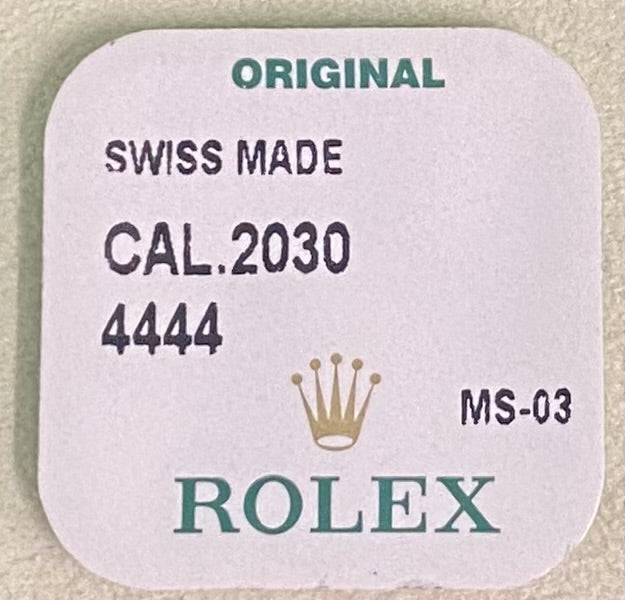 ORIGINAL
SWISS MADE
CAL.2030
4444
MS-03
ROLEX